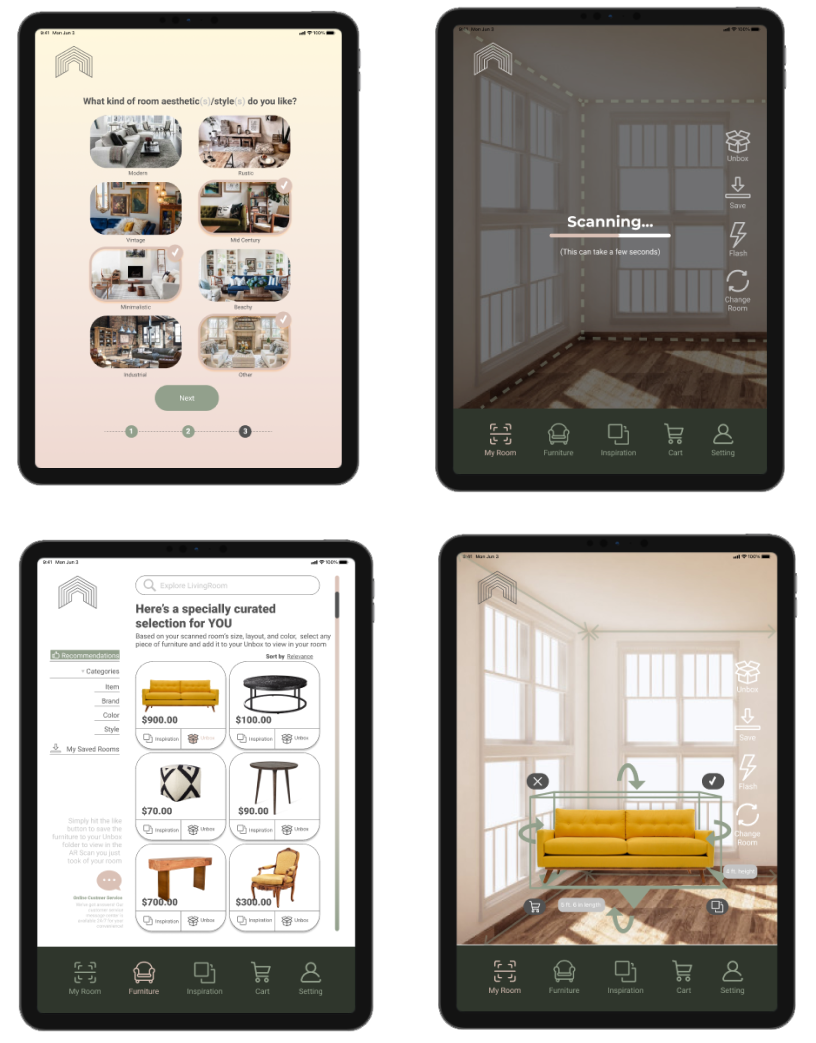 9:41 Mon Jun 3
100%
What kind of room aesthetic(s)/style(s) do you like?
Modern
Rustic
Vintage
Mid Century
Minimalistic
Beachy
Industrial
Other
Next
1
2
3
9:41 Mon Jun 3
100%
Unbox
Save
Scanning...
(This can take a few seconds)
Flash
Change
Room
My Room
Furniture
Inspiration
Cart
Setting
9:41 Mon Jun 3
100%
Explore LivingRoom
Here's a specially curated
selection for YOU
Based on your scanned room's size, layout, and color, select any
piece of furniture and add it to your Unbox to view in your room
Sort by Relevance
Recommendations
Categories
Item
Brand
Color
Style
My Saved Rooms
$900.00
Inspiration
Unbox
$100.00
Inspiration
Unbox
$70.00
Inspiration
Unbox
$90.00
Inspiration
Unbox
$700.00
Inspiration
Unbox
$300.00
Inspiration
Unbox
Simply hit the like
button to save the
furniture to your Unbox
folder to view in the
AR Scan you just
took of your room
Online Customer Service
My Room
Furniture
Inspiration
Cart
Setting
9:41 Mon Jun 3
100%
Unbox
Save
Flash
Change
Room
5 ft. 6 in length
My Room
Furniture
Inspiration
Cart
Setting